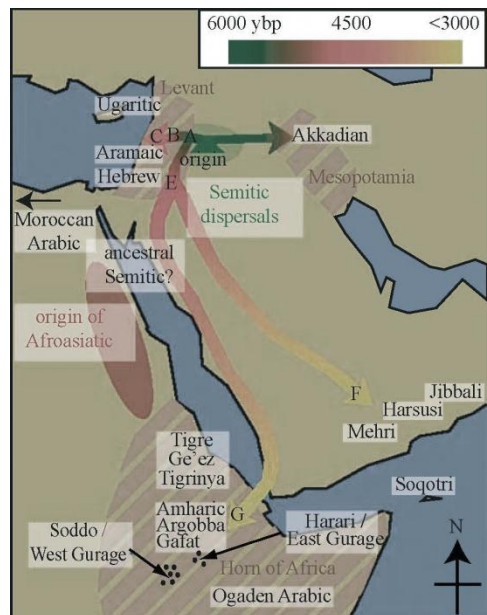 6000 ybp 4500 <3000
Levant
Ugaritic
C B A
Akkadian
Aramaic
origin
Hebrew
E
Mesopotamia
Semitic
dispersals
Moroccan
Arabic
ancestral
Semitic?
origin of
Afroasiatic
F
Jibbali
Harsusi
Mehri
Tigre
Ge'ez
Tigrinya
Soqotri
Amharic
Argobba
Gafat
G
Soddo
/West Gurage
Harari /
East Gurage
N
Horn of Africa
Ogaden Arabic